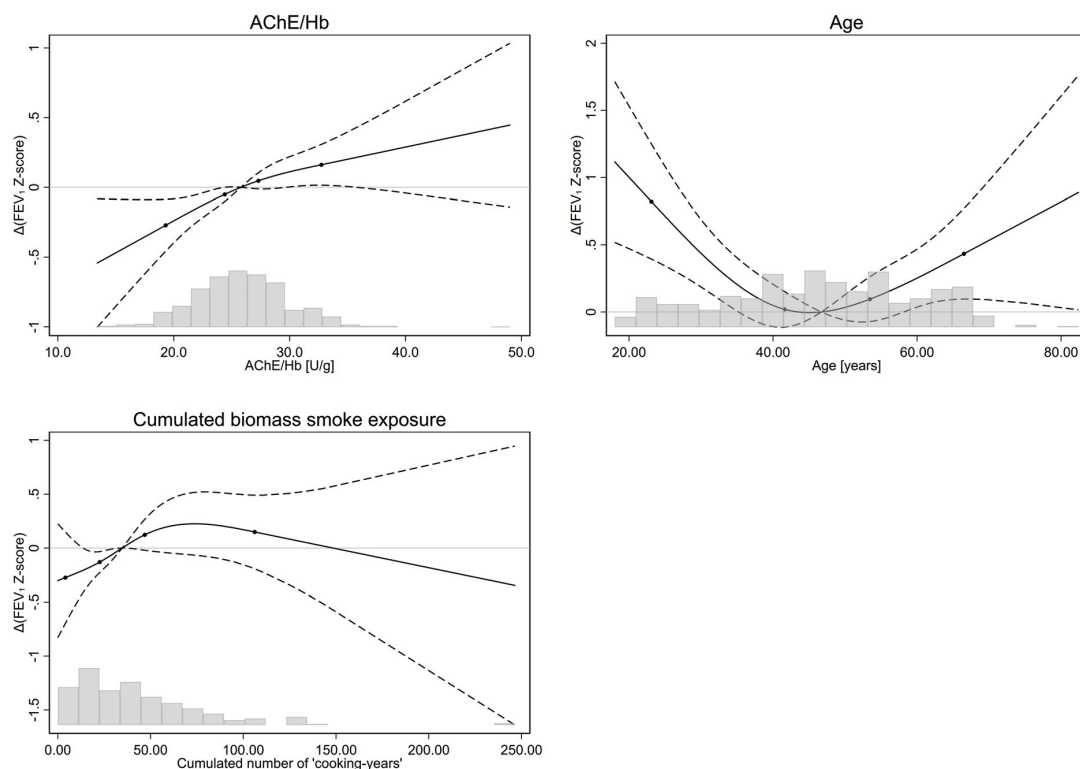 AChE/Hb
Δ(FEV₁ Z-score)
1
.5
0
-.5
-1
10.0 20.0 30.0 40.0 50.0
AChE/Hb [U/g]
Age
Δ(FEV₁ Z-score)
2
1.5
1
.5
0
20.00 40.00 60.00 80.00
Age [years]
Cumulated biomass smoke exposure
Δ(FEV₁ Z-score)
1
.5
0
-.5
-1
-1.5
0.00 50.00 100.00 150.00 200.00 250.00
Cumulated number of 'cooking-years'